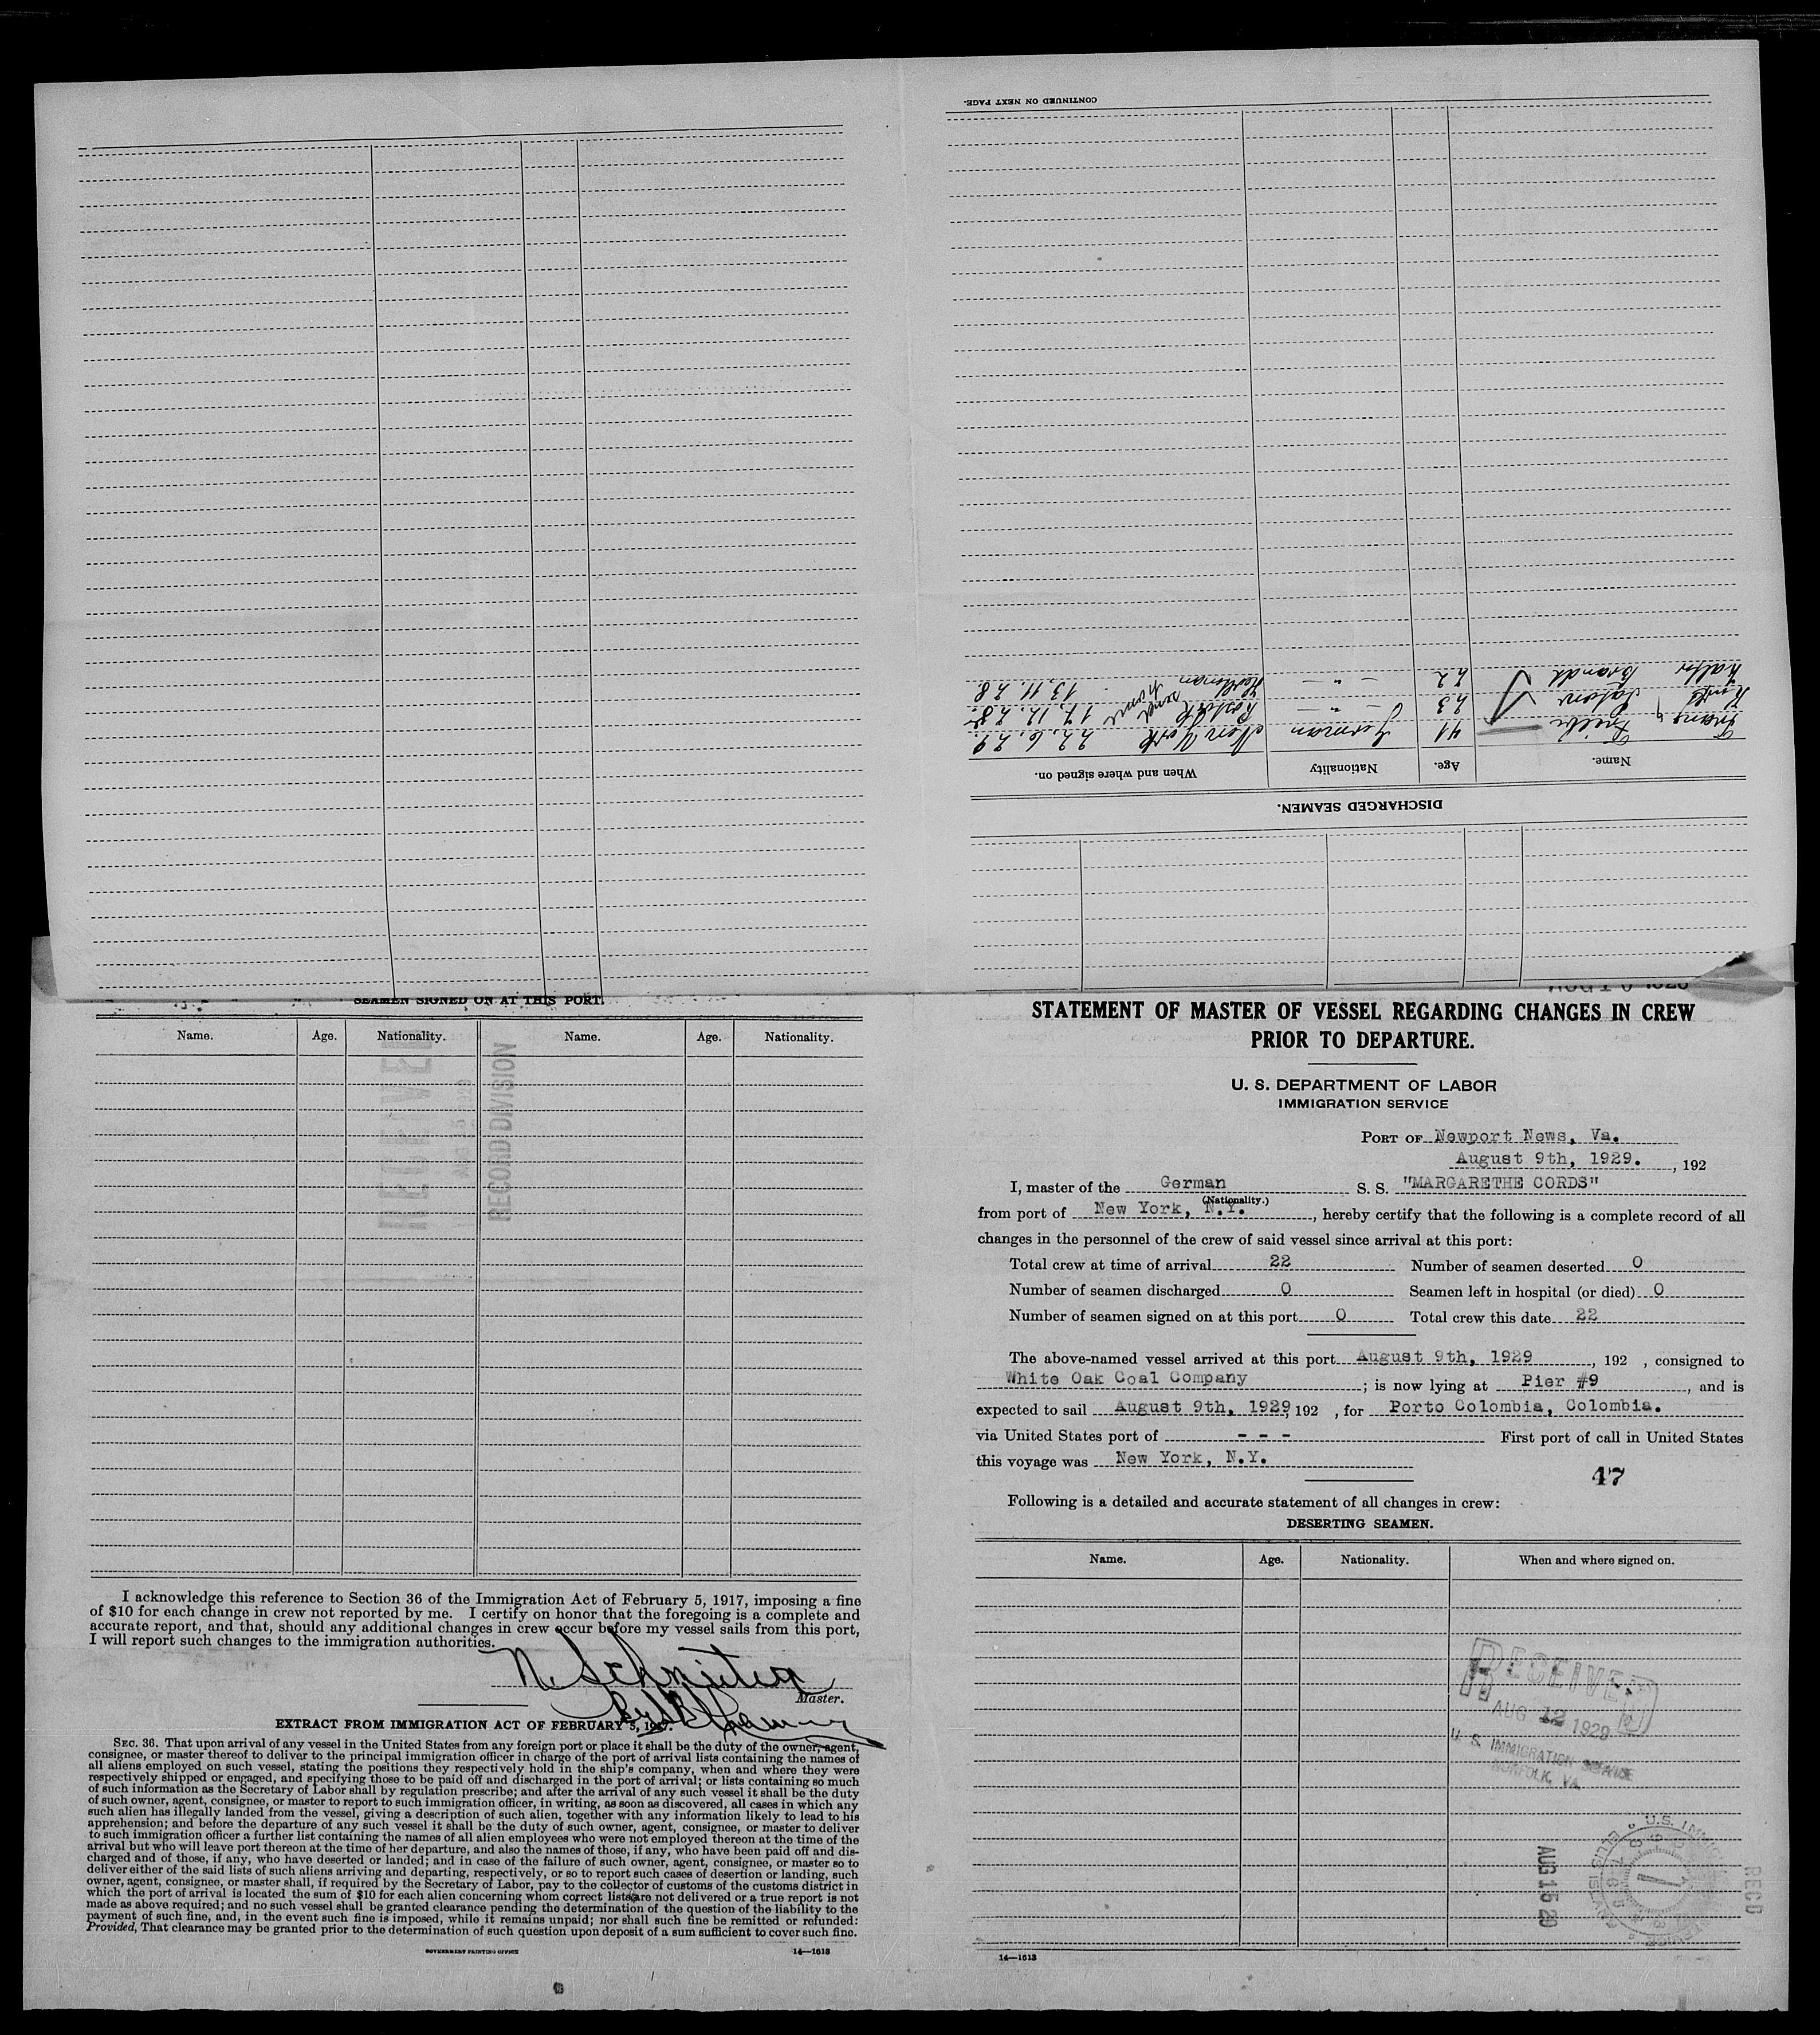 CONTINUED ON NEXT PAGE.
DISCHARGED SEAMEN.
Name. Age. Nationality When and where signed on.
Franz 41 German New York 22. 6. 29
23 — " — Rostock 17. 12. 28
Walter Brandt 22 — " — 13. 11. 28
SEAMEN SIGNED ON AT THIS PORT.
Name. Age. Nationality. Name. Age. Nationality.
RECEIVED
RECORD DIVISION
I acknowledge this reference to Section 36 of the Immigration Act of February 5, 1917, imposing a fine
of $10 for each change in crew not reported by me. I certify on honor that the foregoing is a complete and
accurate report, and that, should any additional changes in crew occur before my vessel sails from this port,
I will report such changes to the immigration authorities.
Master.
EXTRACT FROM IMMIGRATION ACT OF FEBRUARY 5, 1917.
SEC. 36. That upon arrival of any vessel in the United States from any foreign port or place it shall be the duty of the owner, agent,
consignee, or master thereof to deliver to the principal immigration officer in charge of the port of arrival lists containing the names of
all aliens employed on such vessel, stating the positions they respectively hold in the ship's company, when and where they were
respectively shipped or engaged, and specifying those to be paid off and discharged in the port of arrival; or lists containing so much
of such information as the Secretary of Labor shall by regulation prescribe; and after the arrival of any such vessel it shall be the duty
of such owner, agent, consignee, or master to report to such immigration officer, in writing, as soon as discovered, all cases in which any
such alien has illegally landed from the vessel, giving a description of such alien, together with any information likely to lead to his
apprehension; and before the departure of any such vessel it shall be the duty of such owner, agent, consignee, or master to deliver
to such immigration officer a further list containing the names of all alien employees who were not employed thereon at the time of the
arrival but who will leave port thereon at the time of her departure, and also the names of those, if any, who have been paid off and dis-
charged and of those, if any, who have deserted or landed; and in case of the failure of such owner, agent, consignee, or master so to
deliver either of the said lists of such aliens arriving and departing, respectively, or so to report such cases of desertion or landing, such
owner, agent, consignee, or master shall, if required by the Secretary of Labor, pay to the collector of customs of the customs district in
which the port of arrival is located the sum of $10 for each alien concerning whom correct lists are not delivered or a true report is not
made as above required; and no such vessel shall be granted clearance pending the determination of the question of the liability to the
payment of such fine, and, in the event such fine is imposed, while it remains unpaid; nor shall such fine be remitted or refunded:
Provided, That clearance may be granted prior to the determination of such question upon deposit of a sum sufficient to cover such fine.
GOVERNMENT PRINTING OFFICE 14—1613
STATEMENT OF MASTER OF VESSEL REGARDING CHANGES IN CREW
PRIOR TO DEPARTURE.
U. S. DEPARTMENT OF LABOR
IMMIGRATION SERVICE
PORT OF Newport News, Va.
August 9th, 1929. , 192
I, master of the German S. S. "MARGARETHE CORDS"
(Nationality.)
from port of New York, N.Y. , hereby certify that the following is a complete record of all
changes in the personnel of the crew of said vessel since arrival at this port:
Total crew at time of arrival 22 Number of seamen deserted 0
Number of seamen discharged 0 Seamen left in hospital (or died) 0
Number of seamen signed on at this port 0 Total crew this date 22
The above-named vessel arrived at this port August 9th, 1929 , 192 , consigned to
White Oak Coal Company ; is now lying at Pier #9 , and is
expected to sail August 9th, 1929, 192 , for Porto Colombia, Colombia.
via United States port of - - - First port of call in United States
this voyage was New York, N.Y.
47
Following is a detailed and accurate statement of all changes in crew:
DESERTING SEAMEN.
Name. Age. Nationality. When and where signed on.
RECEIVED
AUG 12 1929
U. S. IMMIGRATION SERVICE
NORFOLK, VA.
AUG 15 29
REC'D
14—1613